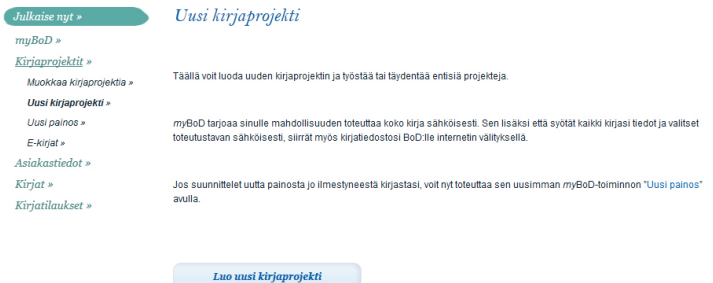 Julkaise nyt »
myBoD »
Kirjaprojektit »
Muokkaa kirjaprojektia »
Uusi kirjaprojekti »
Uusi painos »
E-kirjat »
Asiakastiedot »
Kirjat »
Kirjatilaukset »
Uusi kirjaprojekti
Täällä voit luoda uuden kirjaprojektin ja työstää tai täydentää entisiä projekteja.
myBoD tarjoaa sinulle mahdollisuuden toteuttaa koko kirja sähköisesti. Sen lisäksi että syötät kaikki kirjasi tiedot ja valitset
toteutustavan sähköisesti, siirrät myös kirjatiedostosi BoD:lle internetin välityksellä.
Jos suunnittelet uutta painosta jo ilmestyneestä kirjastasi, voit nyt toteuttaa sen uusimman myBoD-toiminnon "Uusi painos"
avulla.
Luo uusi kirjaprojekti